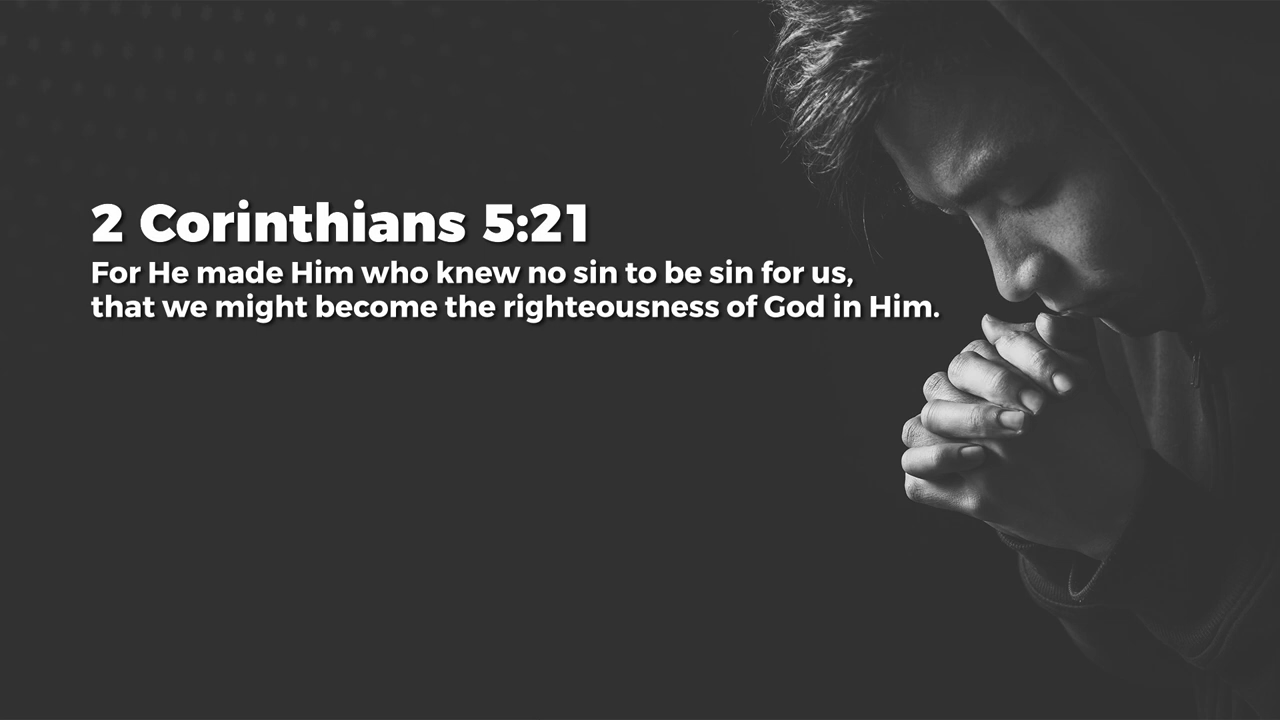 2 Corinthians 5:21
For He made Him who knew no sin to be sin for us,
that we might become the righteousness of God in Him.